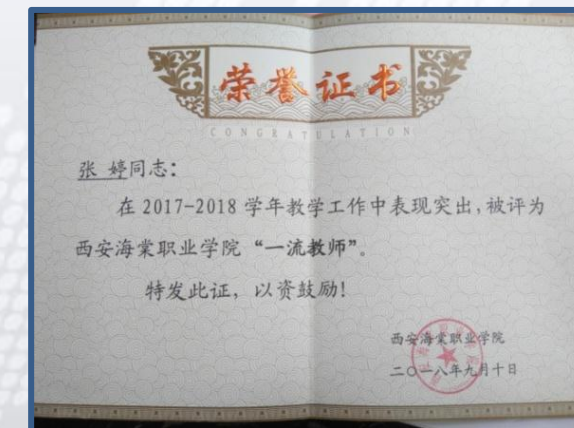 荣誉证书
CONGRATULATION
张 婷同志:
在2017-2018学年教学工作中表现突出,被评为
西安海棠职业学院“一流教师”。
特发此证,以资鼓励!
西安海棠职业学院
二〇一八年九月十日